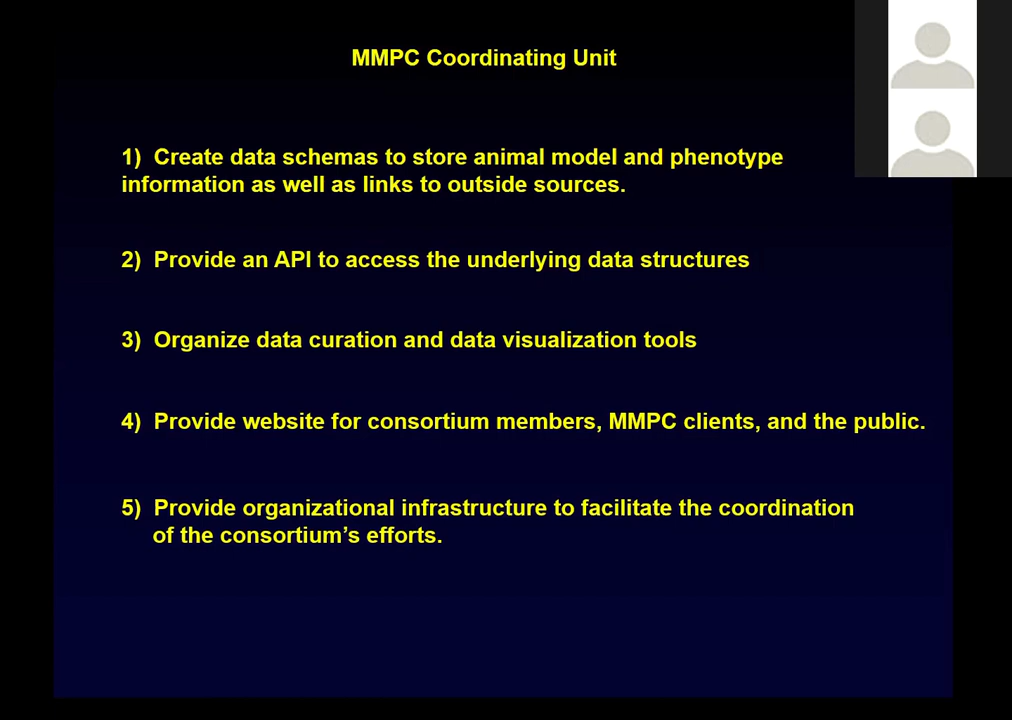 MMPC Coordinating Unit
1) Create data schemas to store animal model and phenotype
information as well as links to outside sources.
2) Provide an API to access the underlying data structures
3) Organize data curation and data visualization tools
4) Provide website for consortium members, MMPC clients, and the public.
5) Provide organizational infrastructure to facilitate the coordination
of the consortium’s efforts.